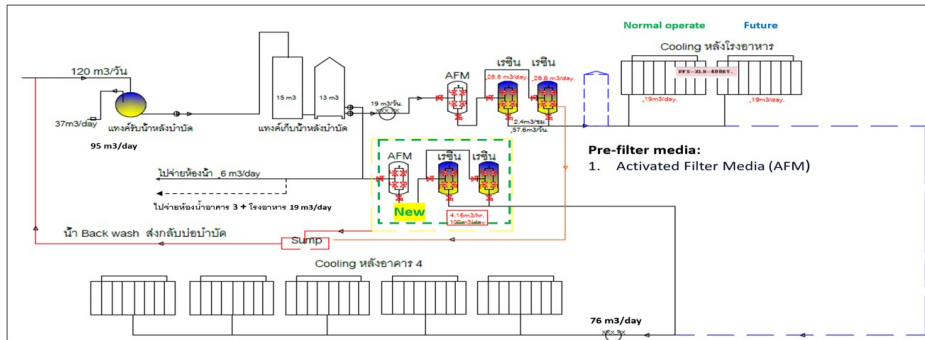 Normal operate
Future
Cooling หลังโรงอาหาร
120 m3/วัน
AFM
เรซิน
เรซิน
28.8 m3/day.
28.8 m3/day.
15 m3
13 m3
19 m3/วัน.
19m3/day.
19m3/day.
37m3/day
แทงค์รับน้ำหลังบำบัด
แทงค์เก็บน้ำหลังบำบัด
2.4m3/ชม.
57.6m3/วัน.
95 m3/day
Pre-filter media:
1. Activated Filter Media (AFM)
AFM
เรซิน
เรซิน
ไปจ่ายห้องน้ำ 6 m3/day
New
4.16m3/hr.
ไปจ่ายห้องน้ำอาคาร 3 + โรงอาหาร 19 m3/day
น้ำ Back wash ส่งกลับบ่อบำบัด
Sump
Cooling หลังอาคาร 4
76 m3/day